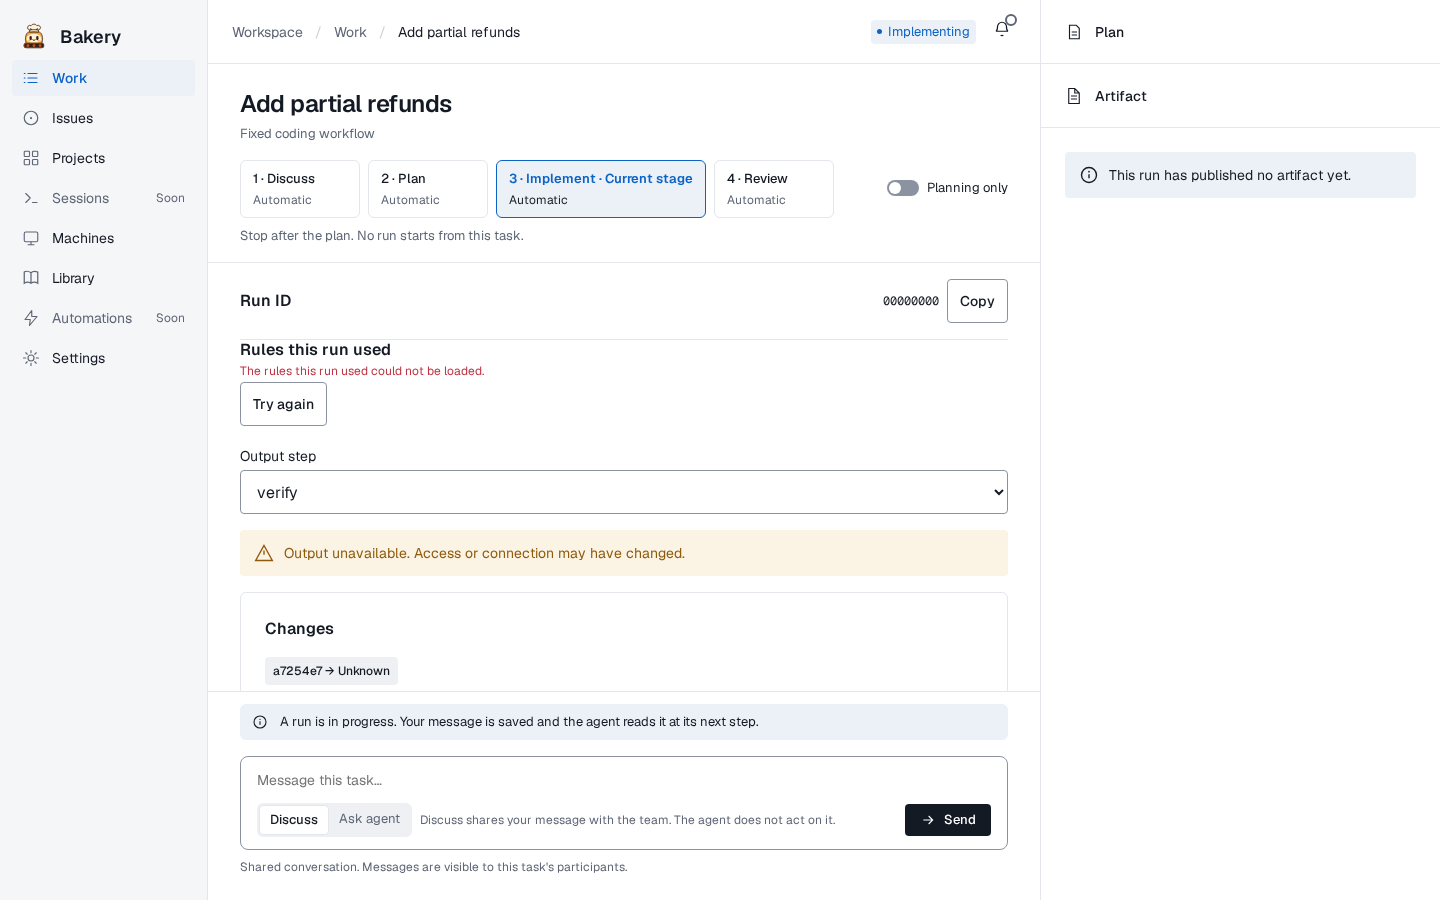 Bakery
Work
Issues
Projects
Sessions Soon
Machines
Library
Automations Soon
Settings
Workspace / Work / Add partial refunds
Implementing
Add partial refunds
Fixed coding workflow
1 · Discuss
Automatic
2 · Plan
Automatic
3 · Implement · Current stage
Automatic
4 · Review
Automatic
Planning only
Stop after the plan. No run starts from this task.
Run ID
00000000
Copy
Rules this run used
The rules this run used could not be loaded.
Try again
Output step
verify
Output unavailable. Access or connection may have changed.
Changes
a7254e7 → Unknown
A run is in progress. Your message is saved and the agent reads it at its next step.
Message this task...
Discuss
Ask agent
Discuss shares your message with the team. The agent does not act on it.
→ Send
Shared conversation. Messages are visible to this task's participants.
Plan
Artifact
This run has published no artifact yet.